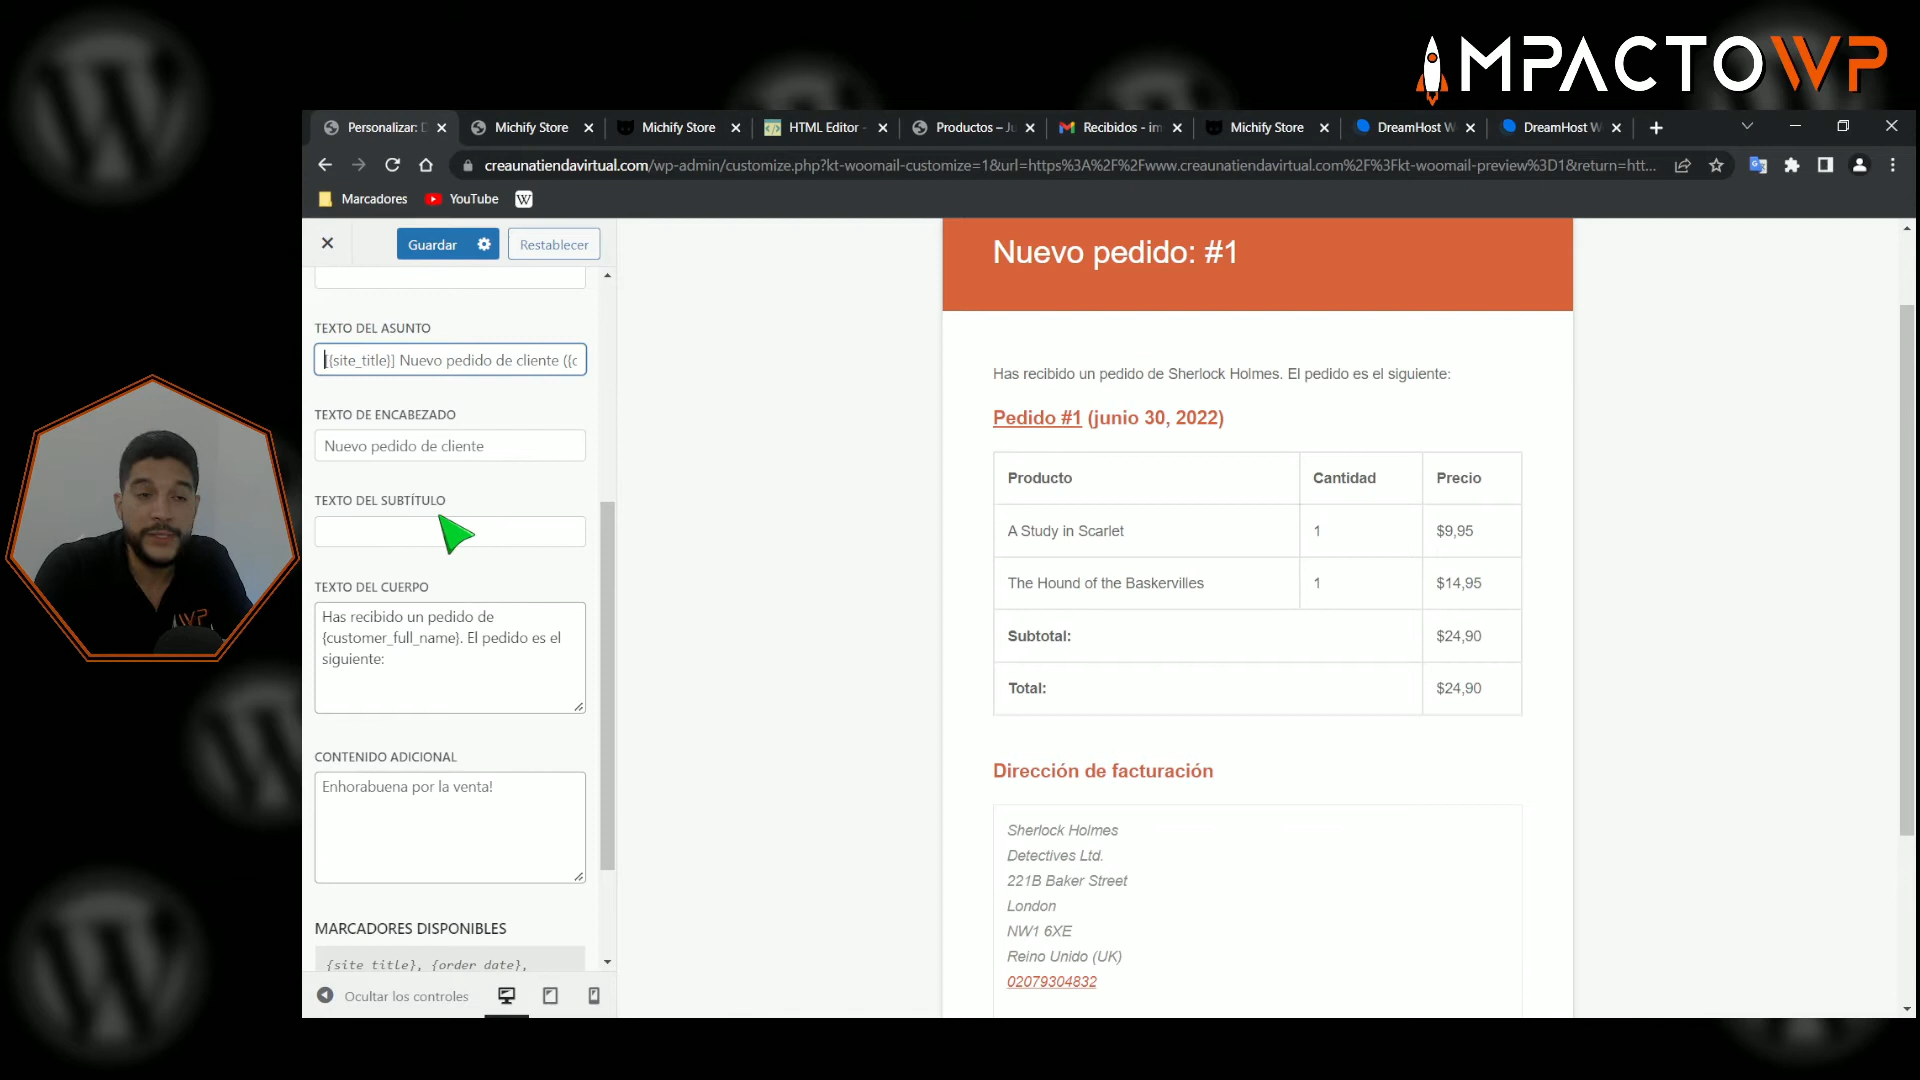 IMPACTOWP
Personalizar: D
Michify Store
Michify Store
HTML Editor -
Productos – Ju
Recibidos - im
Michify Store
DreamHost W
DreamHost W
creaunatiendavirtual.com/wp-admin/customize.php?kt-woomail-customize=1&url=https%3A%2F%2Fwww.creaunatiendavirtual.com%2F%3Fkt-woomail-preview%3D1&return=htt...
Marcadores
YouTube
Guardar
Restablecer
TEXTO DEL ASUNTO
[{site_title}] Nuevo pedido de cliente ({c
TEXTO DE ENCABEZADO
Nuevo pedido de cliente
TEXTO DEL SUBTÍTULO
TEXTO DEL CUERPO
Has recibido un pedido de
{customer_full_name}. El pedido es el
siguiente:
CONTENIDO ADICIONAL
Enhorabuena por la venta!
MARCADORES DISPONIBLES
{site_title}, {order_date},
Ocultar los controles
Nuevo pedido: #1
Has recibido un pedido de Sherlock Holmes. El pedido es el siguiente:
Pedido #1 (junio 30, 2022)
Producto Cantidad Precio
A Study in Scarlet 1 $9,95
The Hound of the Baskervilles 1 $14,95
Subtotal: $24,90
Total: $24,90
Dirección de facturación
Sherlock Holmes
Detectives Ltd.
221B Baker Street
London
NW1 6XE
Reino Unido (UK)
02079304832
WP